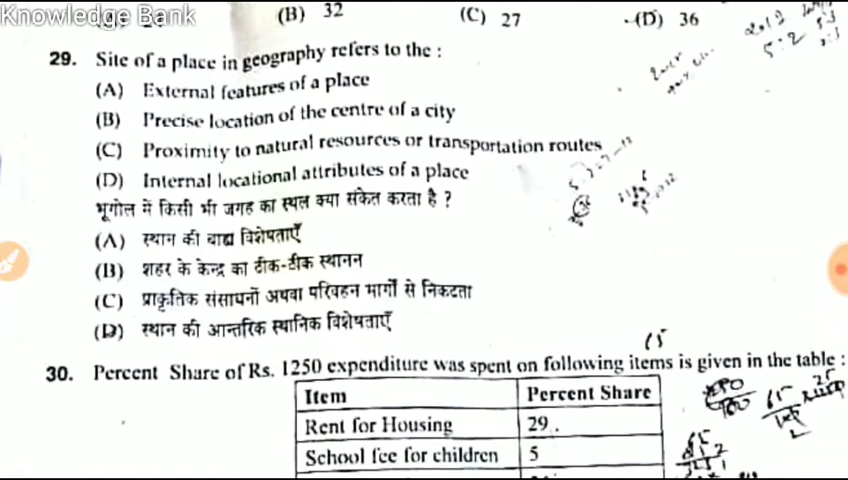 Knowledge Bank
(B) 32 (C) 27 (D) 36
29. Site of a place in geography refers to the :
(A) External features of a place
(B) Precise location of the centre of a city
(C) Proximity to natural resources or transportation routes
(D) Internal locational attributes of a place
भूगोल में किसी भी जगह का स्थल क्या संकेत करता है ?
(A) स्थान की बाह्य विशेषताएँ
(B) शहर के केन्द्र का ठीक-ठीक स्थानन
(C) प्राकृतिक संसाधनों अथवा परिवहन मार्गों से निकटता
(D) स्थान की आन्तरिक स्थानिक विशेषताएँ
30. Percent Share of Rs. 1250 expenditure was spent on following items is given in the table :
Item Percent Share
Rent for Housing 29
School fee for children 5